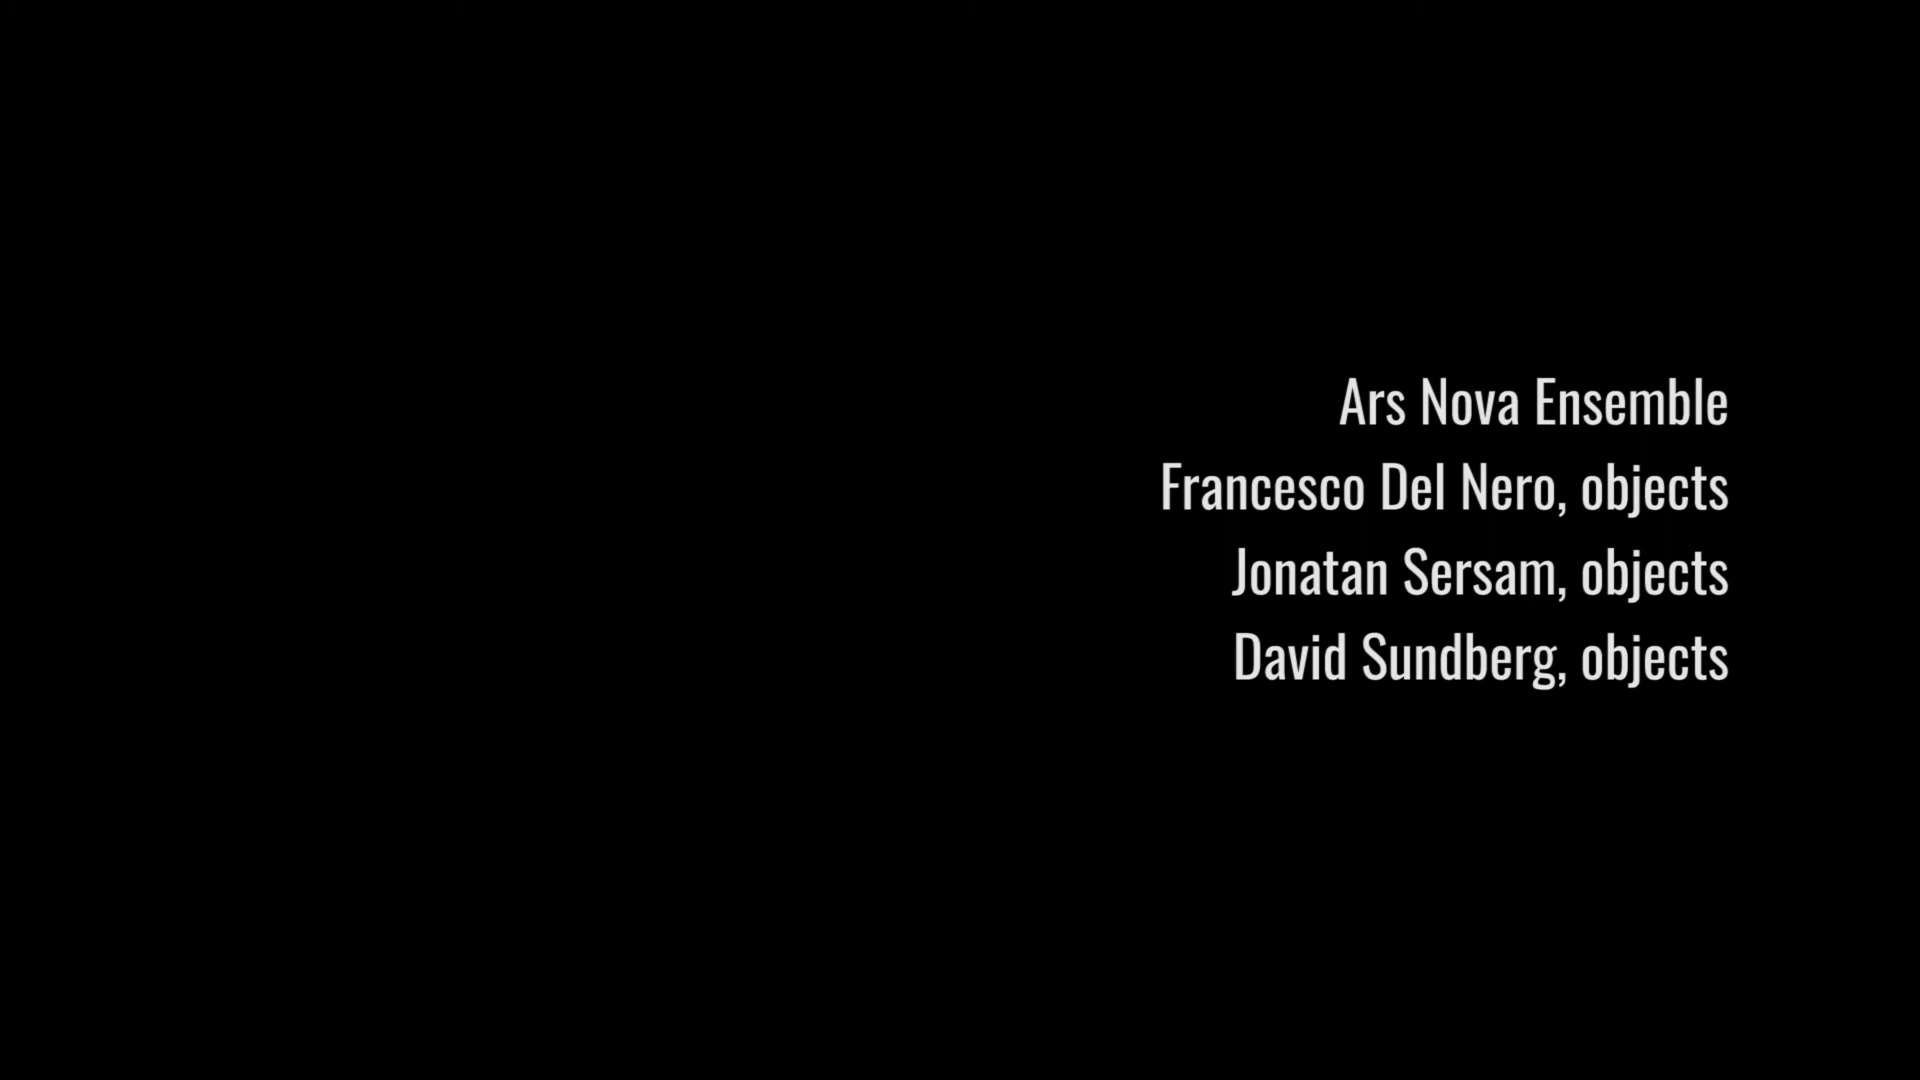 Ars Nova Ensemble
Francesco Del Nero, objects
Jonatan Sersam, objects
David Sundberg, objects